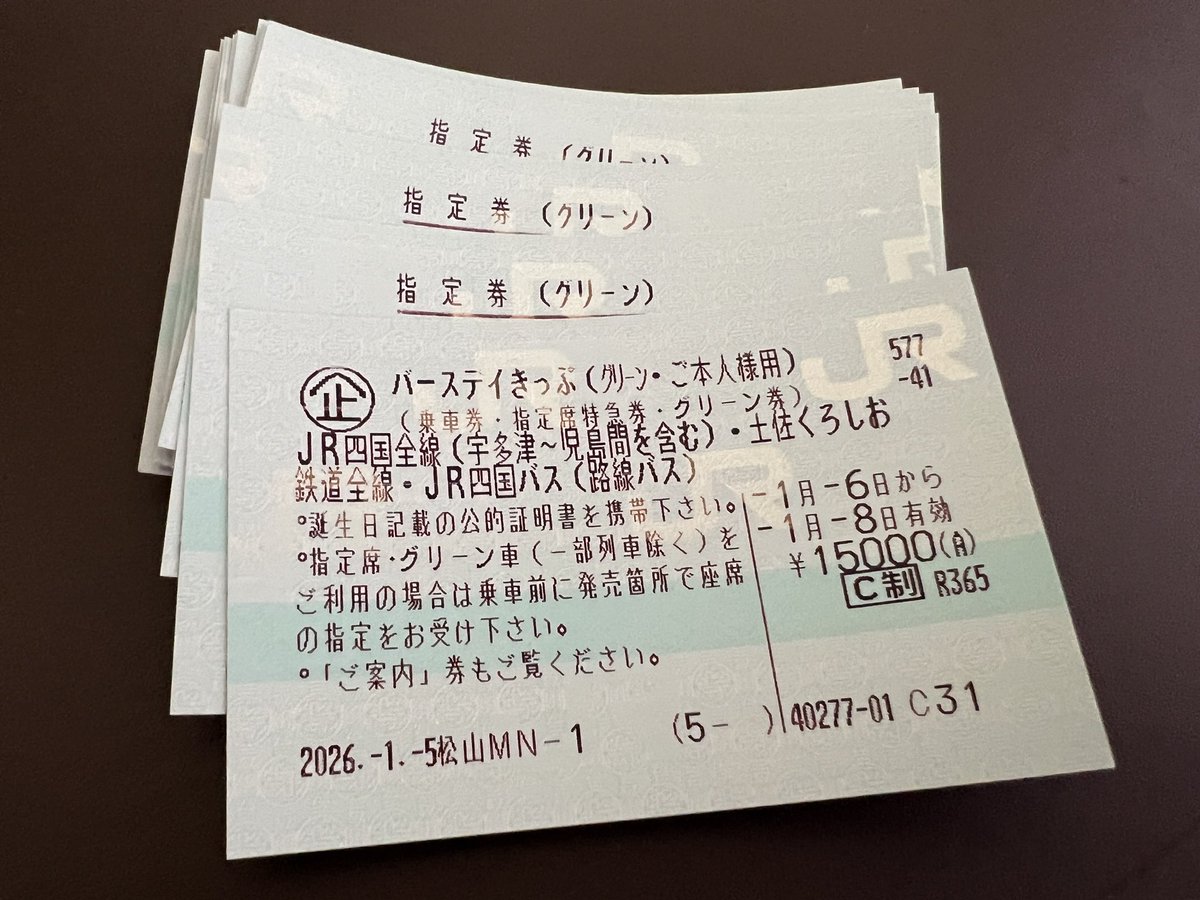 指定券 (グリーン)
指定券 (グリーン)
指定券 (グリーン)
577
-41
企 バースデイきっぷ(グリーン・ご本人様用)
(乗車券・指定席特急券・グリーン券)
JR四国全線(宇多津~児島間を含む)・土佐くろしお
鉄道全線・JR四国バス(路線バス)
-1月-6日から
-1月-8日有効
¥15000
C制 R365
°誕生日記載の公的証明書を携帯下さい。
°指定席・グリーン車(一部列車除く)を
ご利用の場合は乗車前に発売箇所で座席
の指定をお受け下さい。
°「ご案内」券もご覧ください。
2026.-1.-5松山MN-1 (5- ) 40277-01 C31
JR